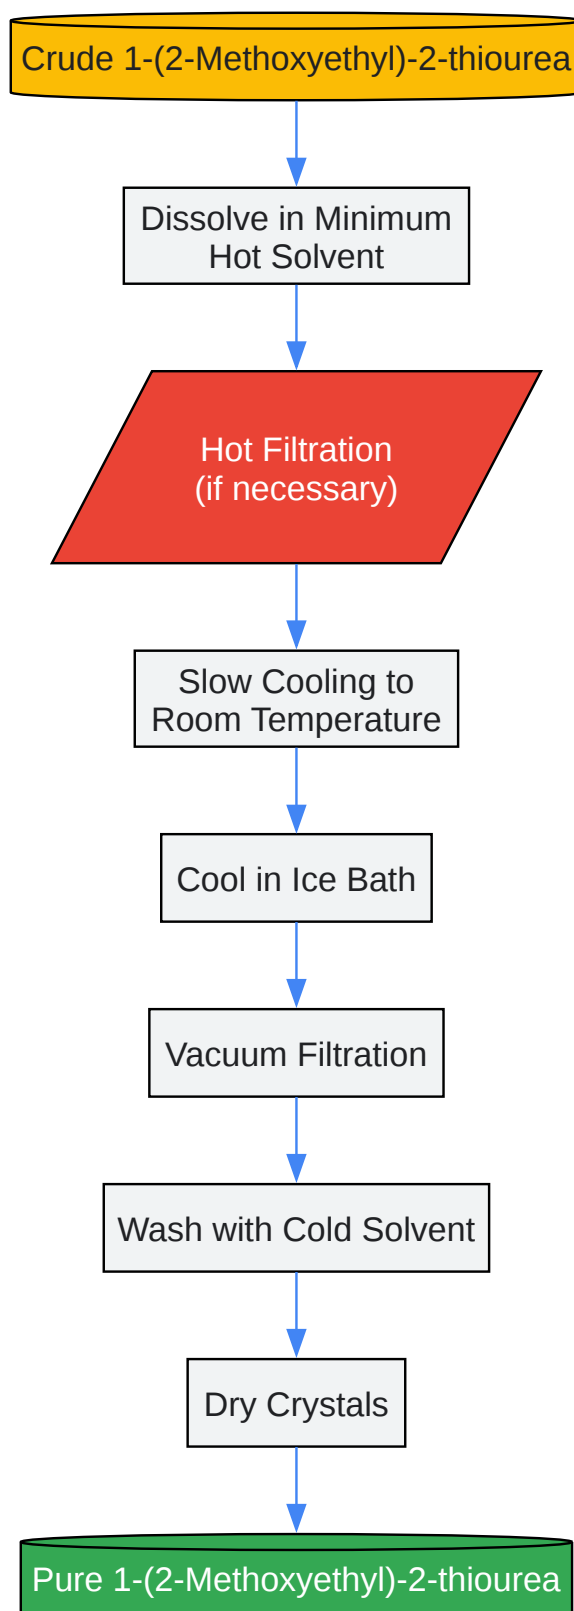 Crude 1-(2-Methoxyethyl)-2-thiourea
Dissolve in Minimum
Hot Solvent
Hot Filtration
(if necessary)
Slow Cooling to
Room Temperature
Cool in Ice Bath
Vacuum Filtration
Wash with Cold Solvent
Dry Crystals
Pure 1-(2-Methoxyethyl)-2-thiourea